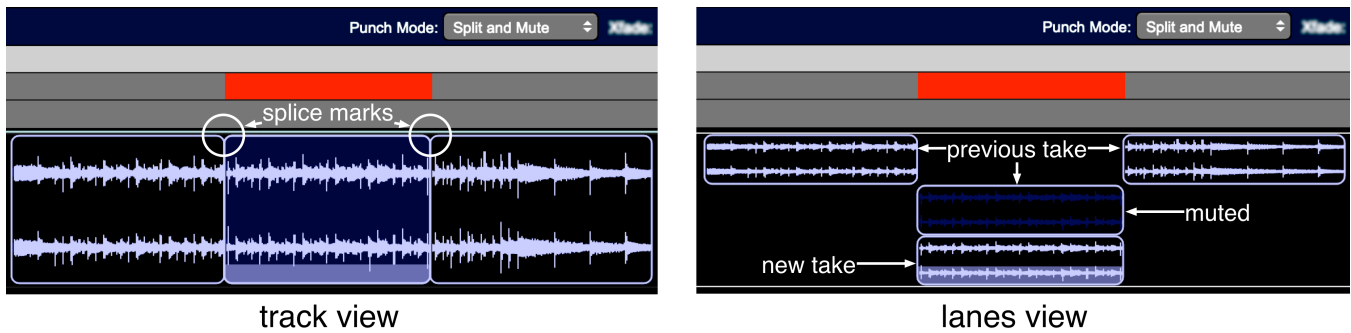 Punch Mode: Split and Mute
splice marks
track view
Punch Mode: Split and Mute
previous take
muted
new take
lanes view